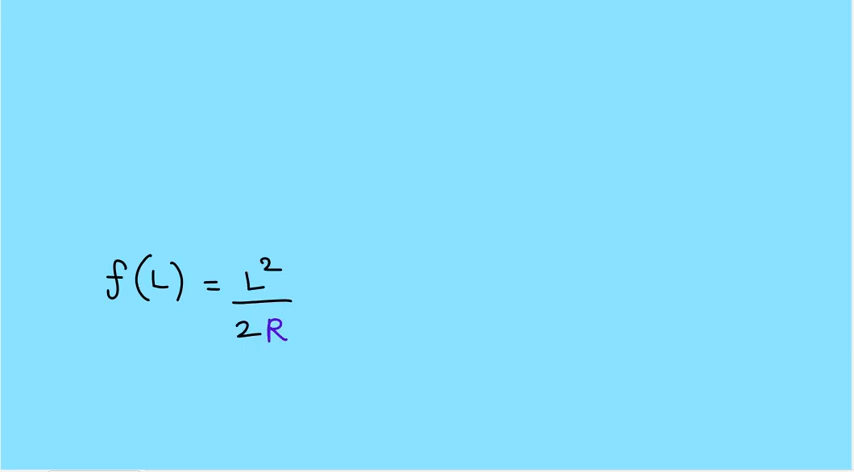 f(L) = L²/2R